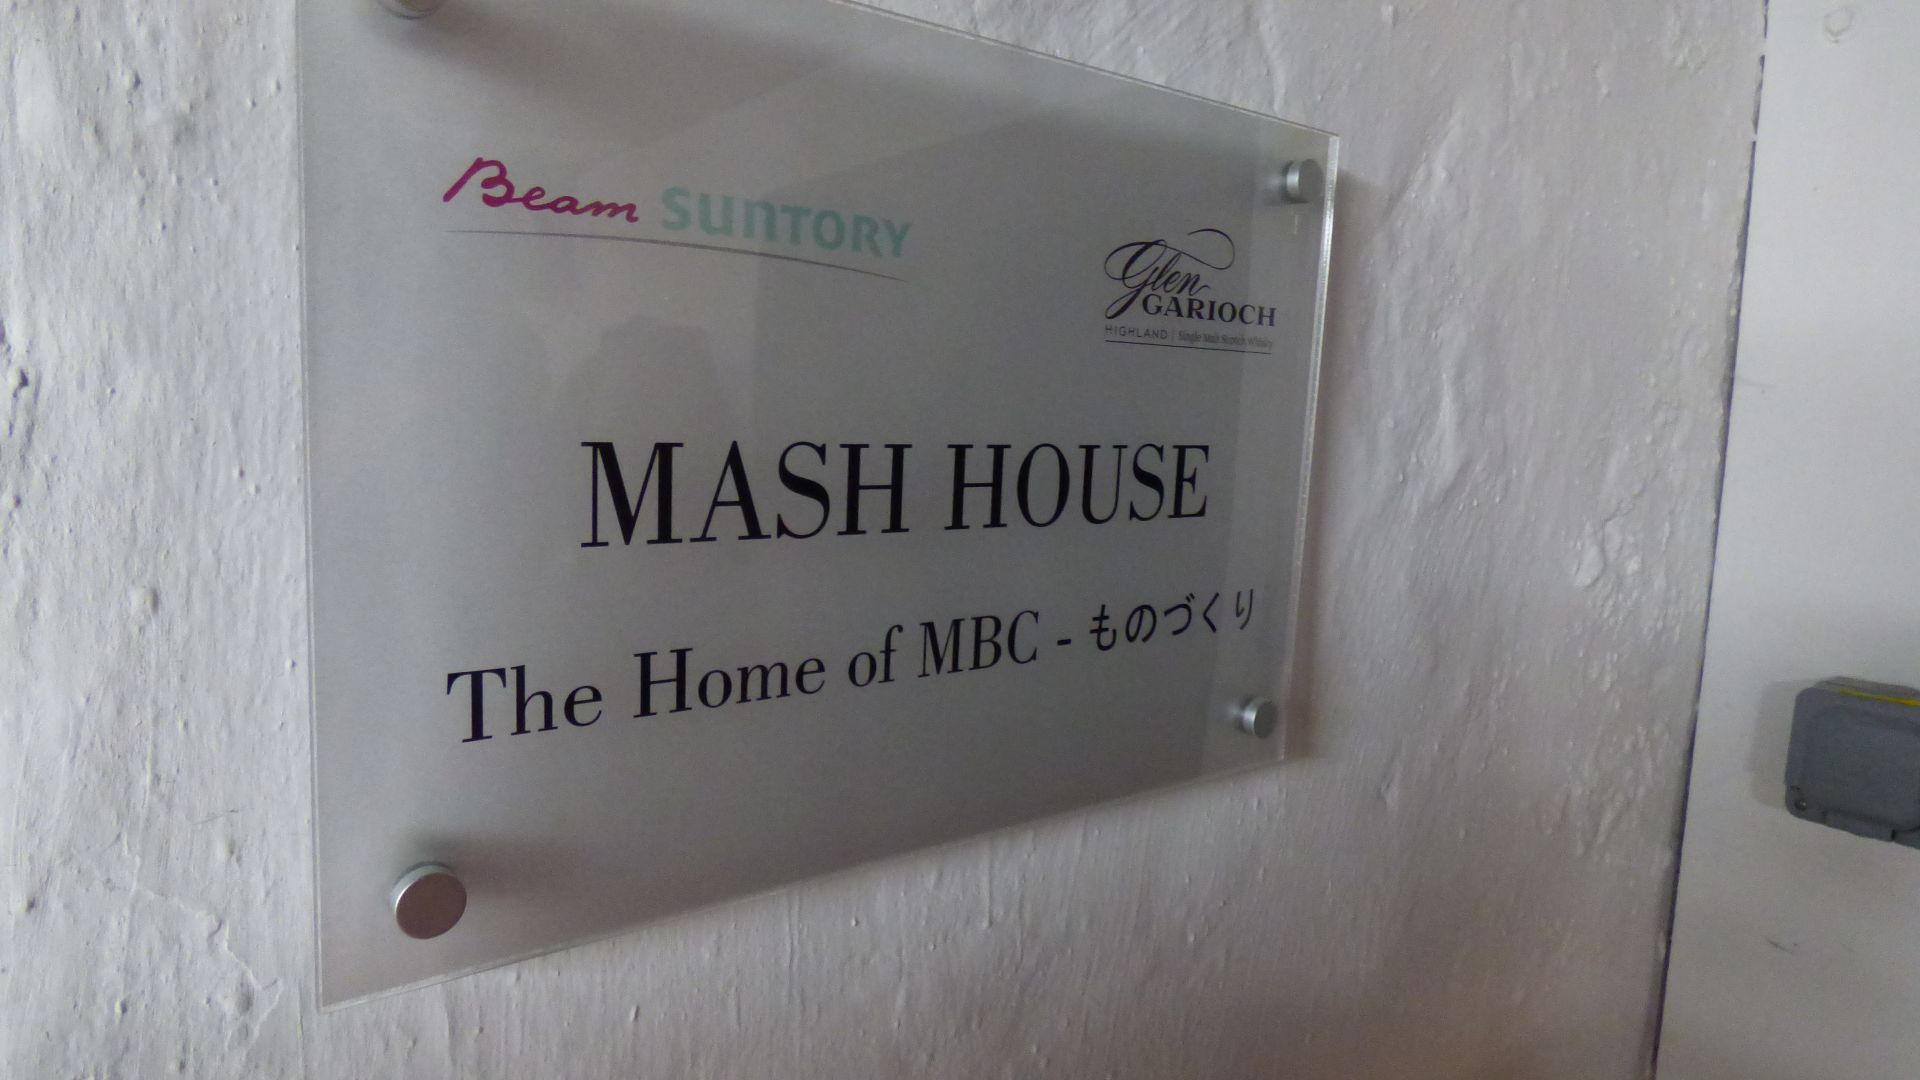 Beam SUNTORY
Glen
GARIOCH
HIGHLAND | Single Malt Scotch Whisky
MASH HOUSE
The Home of MBC - ものづくり